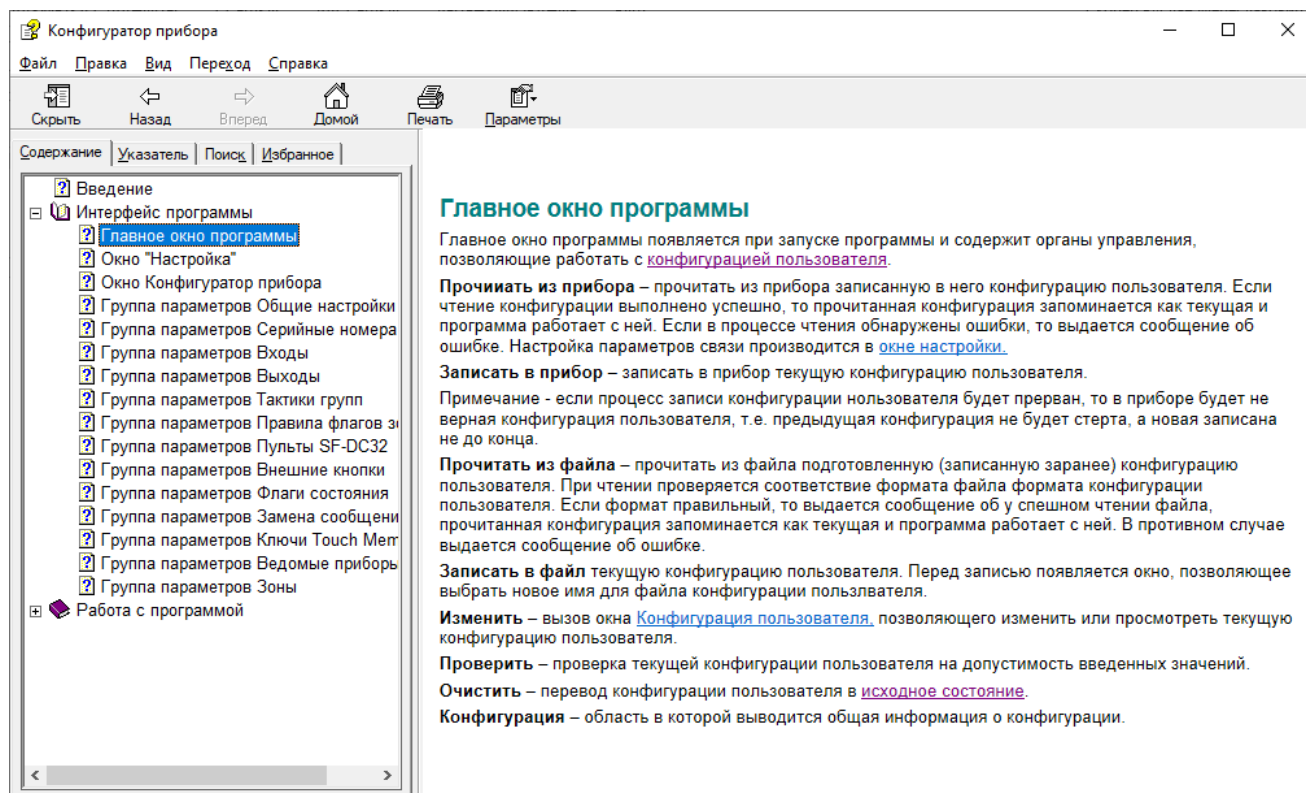 Конфигуратор прибора
Файл Правка Вид Переход Справка
Скрыть Назад Вперед Домой Печать Параметры
Содержание Указатель Поиск Избранное
Введение
Интерфейс программы
Главное окно программы
Окно "Настройка"
Окно Конфигуратор прибора
Группа параметров Общие настройки
Группа параметров Серийные номера
Группа параметров Входы
Группа параметров Выходы
Группа параметров Тактики групп
Группа параметров Правила флагов зо
Группа параметров Пульты SF-DC32
Группа параметров Внешние кнопки
Группа параметров Флаги состояния
Группа параметров Замена сообщени
Группа параметров Ключи Touch Mem
Группа параметров Ведомые приборы
Группа параметров Зоны
Работа с программой
Главное окно программы
Главное окно программы появляется при запуске программы и содержит органы управления,
позволяющие работать с конфигурацией пользователя.
Прочииать из прибора – прочитать из прибора записанную в него конфигурацию пользователя. Если
чтение конфигурации выполнено успешно, то прочитанная конфигурация запоминается как текущая и
программа работает с ней. Если в процессе чтения обнаружены ошибки, то выдается сообщение об
ошибке. Настройка параметров связи производится в окне настройки.
Записать в прибор – записать в прибор текущую конфигурацию пользователя.
Примечание - если процесс записи конфигурации нользователя будет прерван, то в приборе будет не
верная конфигурация пользователя, т.е. предыдущая конфигурация не будет стерта, а новая записана
не до конца.
Прочитать из файла – прочитать из файла подготовленную (записанную заранее) конфигурацию
пользователя. При чтении проверяется соответствие формата файла формата конфигурации
пользователя. Если формат правильный, то выдается сообщение об у спешном чтении файла,
прочитанная конфигурация запоминается как текущая и программа работает с ней. В противном случае
выдается сообщение об ошибке.
Записать в файл текущую конфигурацию пользователя. Перед записью появляется окно, позволяющее
выбрать новое имя для файла конфигурации пользлвателя.
Изменить – вызов окна Конфигурация пользователя, позволяющего изменить или просмотреть текущую
конфигурацию пользователя.
Проверить – проверка текущей конфигурации пользователя на допустимость введенных значений.
Очистить – перевод конфигурации пользователя в исходное состояние.
Конфигурация – область в которой выводится общая информация о конфигурации.